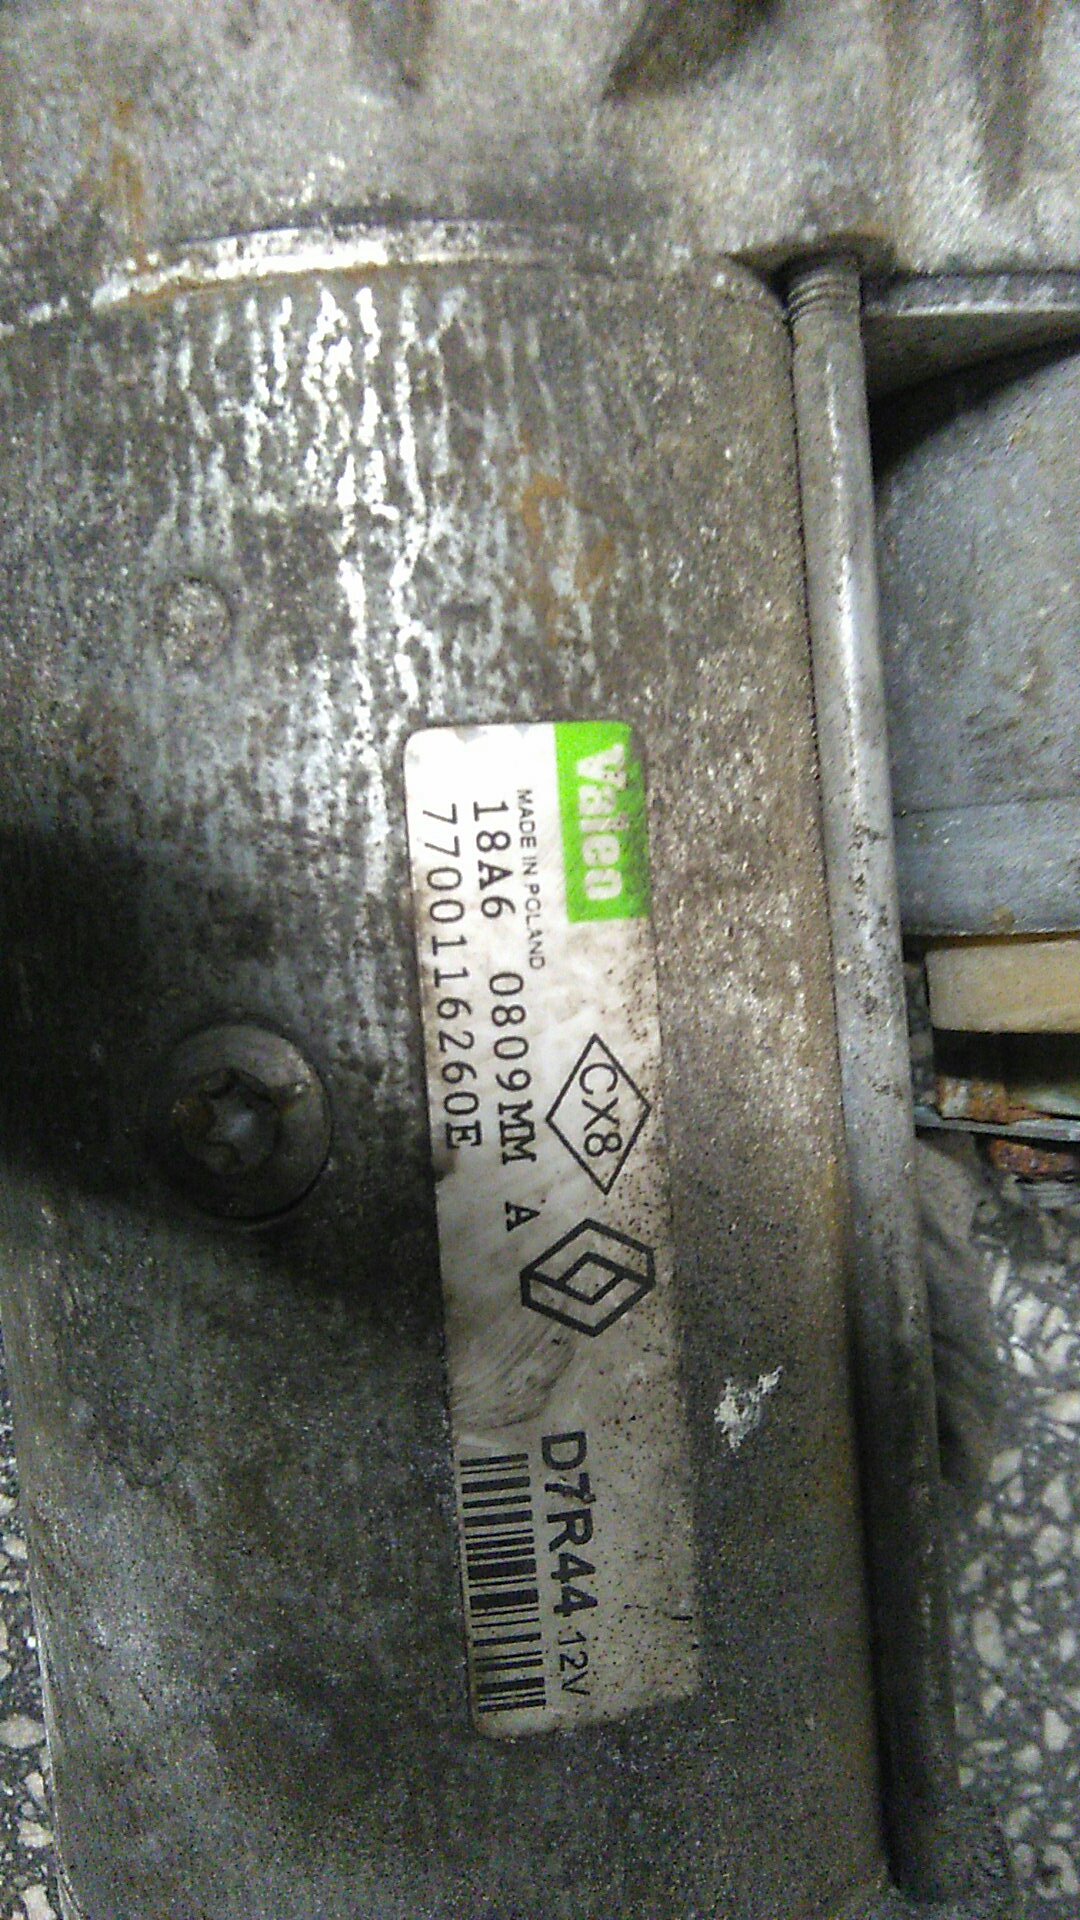 Valeo
MADE IN POLAND
CX8
D7R44 12V
18A6 0809MM A
7700116260E